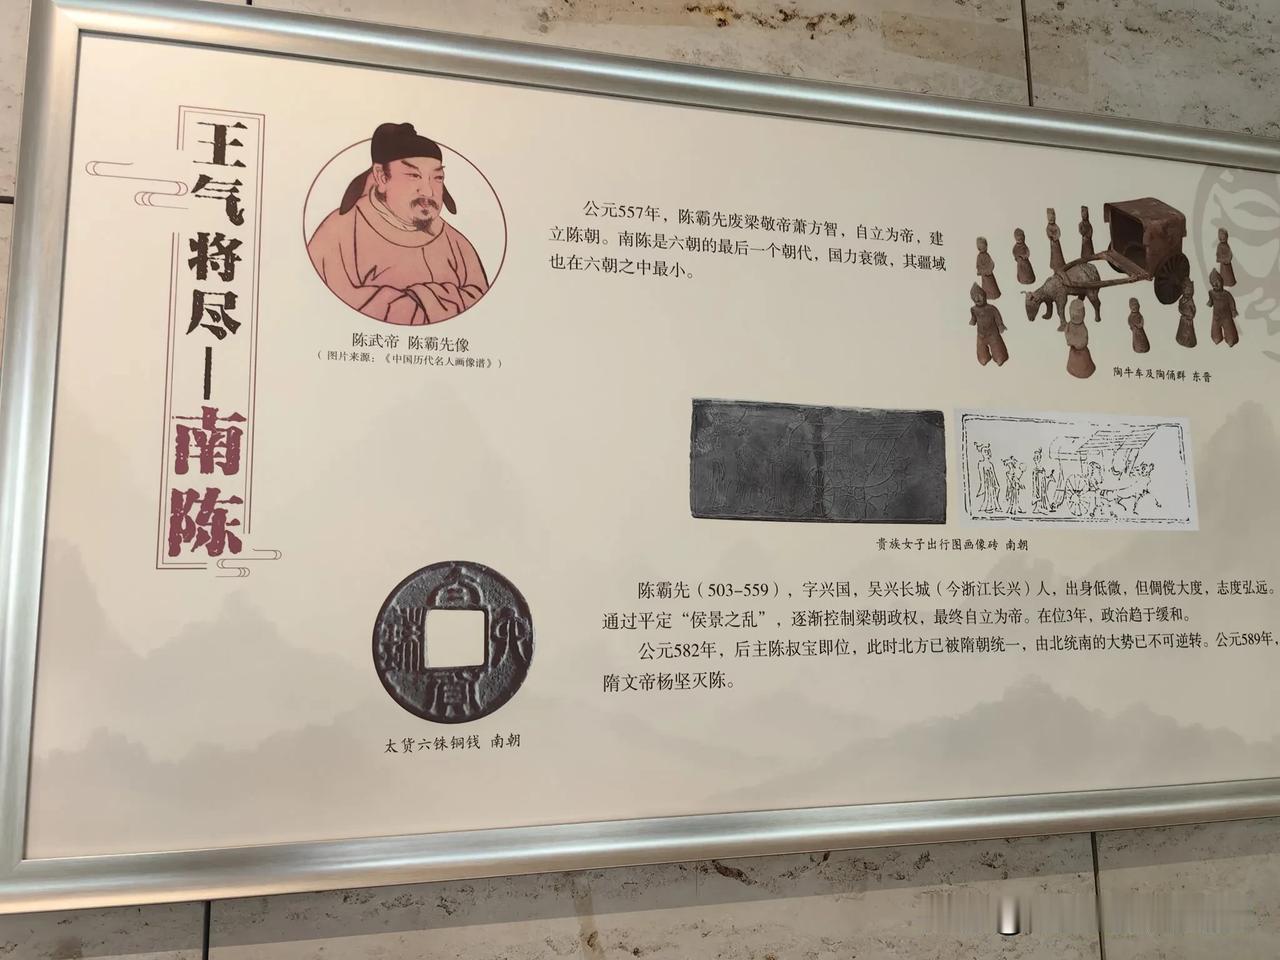 王气将尽—南陈
陈武帝 陈霸先像
（图片来源：《中国历代名人画像谱》）
公元557年，陈霸先废梁敬帝萧方智，自立为帝，建
立陈朝。南陈是六朝的最后一个朝代，国力衰微，其疆域
也在六朝之中最小。
陶牛车及陶俑群 东晋
贵族女子出行图画像砖 南朝
陈霸先（503-559），字兴国，吴兴长城（今浙江长兴）人，出身低微，但倜傥大度，志度弘远。
通过平定“侯景之乱”，逐渐控制梁朝政权，最终自立为帝。在位3年，政治趋于缓和。
公元582年，后主陈叔宝即位，此时北方已被隋朝统一，由北统南的大势已不可逆转。公元589年，
隋文帝杨坚灭陈。
太货六铢铜钱 南朝